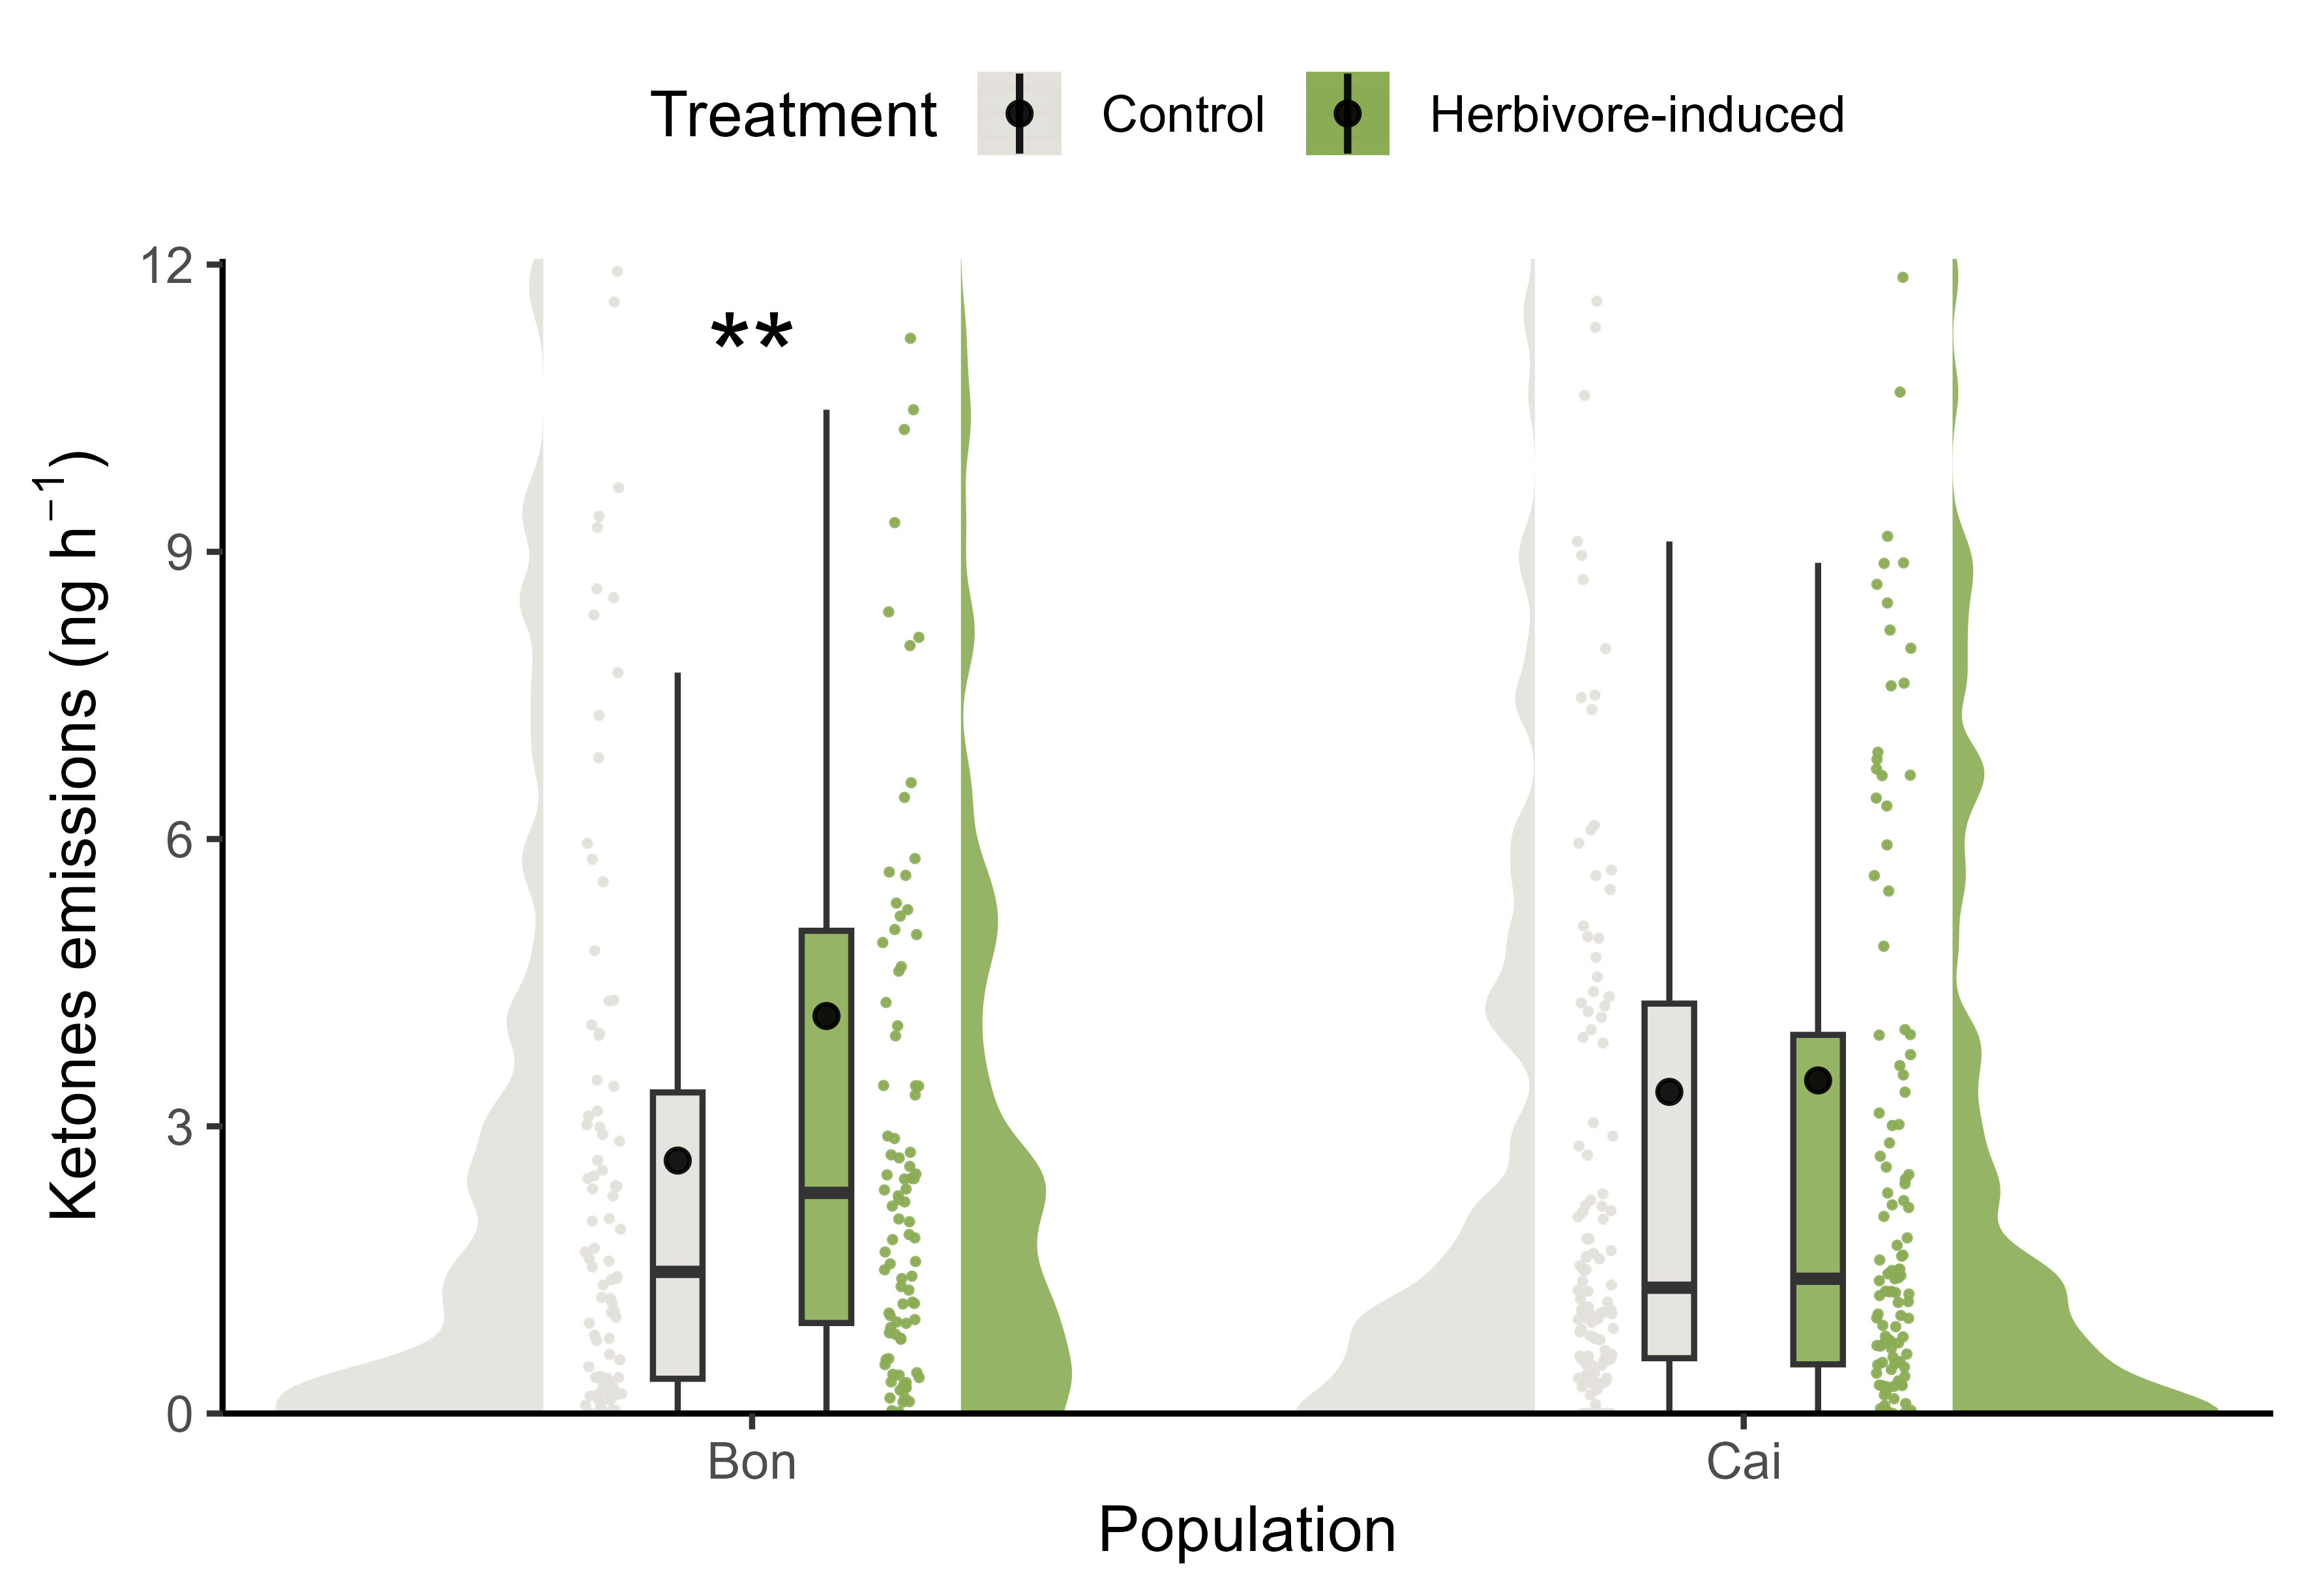 Treatment Control Herbivore-induced
12
**
9
6
3
0
Ketones emissions (ng h⁻¹)
Bon Cai
Population